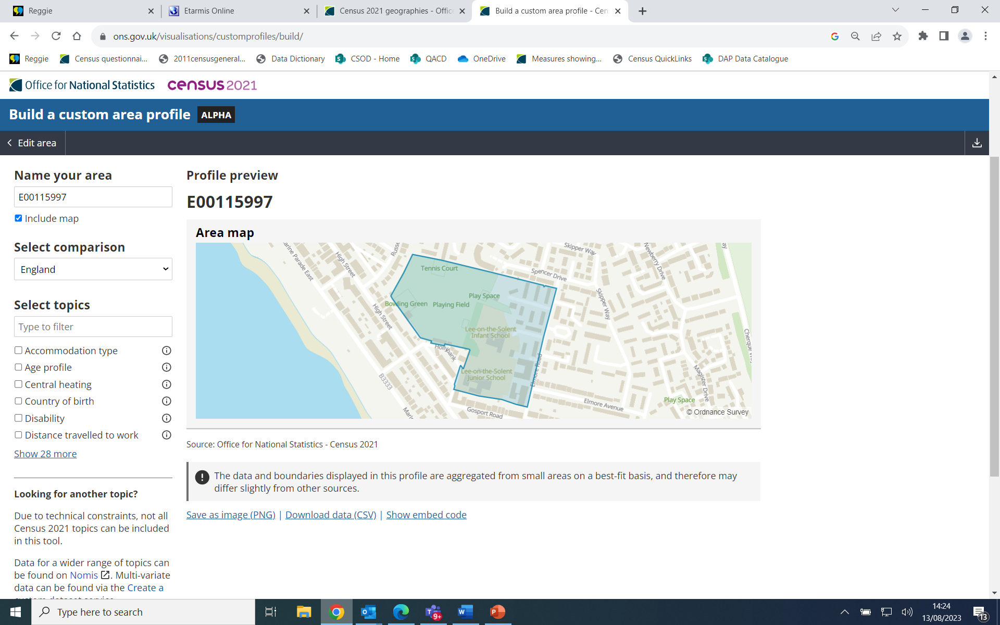 Reggie
Etarmis Online
Census 2021 geographies - Office
Build a custom area profile - Cen
ons.gov.uk/visualisations/customprofiles/build/
Reggie
Census questionnai...
2011censusgeneral...
Data Dictionary
CSOD - Home
QACD
OneDrive
Measures showing...
Census QuickLinks
DAP Data Catalogue
Office for National Statistics
census 2021
Build a custom area profile
ALPHA
Edit area
Name your area
E00115997
Include map
Select comparison
England
Select topics
Type to filter
Accommodation type
Age profile
Central heating
Country of birth
Disability
Distance travelled to work
Show 28 more
Looking for another topic?
Due to technical constraints, not all
Census 2021 topics can be included
in this tool.
Data for a wider range of topics can
be found on Nomis. Multi-variate
data can be found via the Create a
Profile preview
E00115997
Area map
High Street
Skipper Way
Newberry Drive
Tennis Court
Spencer Drive
Play Space
Bowling Green
Playing Field
Skipper Way
High Street
Lee-on-the-Solent
Infant School
Hollybank
Elmore Road
Lee-on-the-Solent
Junior School
B3333
Magister Drive
Elmore Avenue
Play Space
Gosport Road
© Ordnance Survey
Source: Office for National Statistics - Census 2021
The data and boundaries displayed in this profile are aggregated from small areas on a best-fit basis, and therefore may
differ slightly from other sources.
Save as image (PNG) | Download data (CSV) | Show embed code
Type here to search
9+
14:24
13/08/2023
13